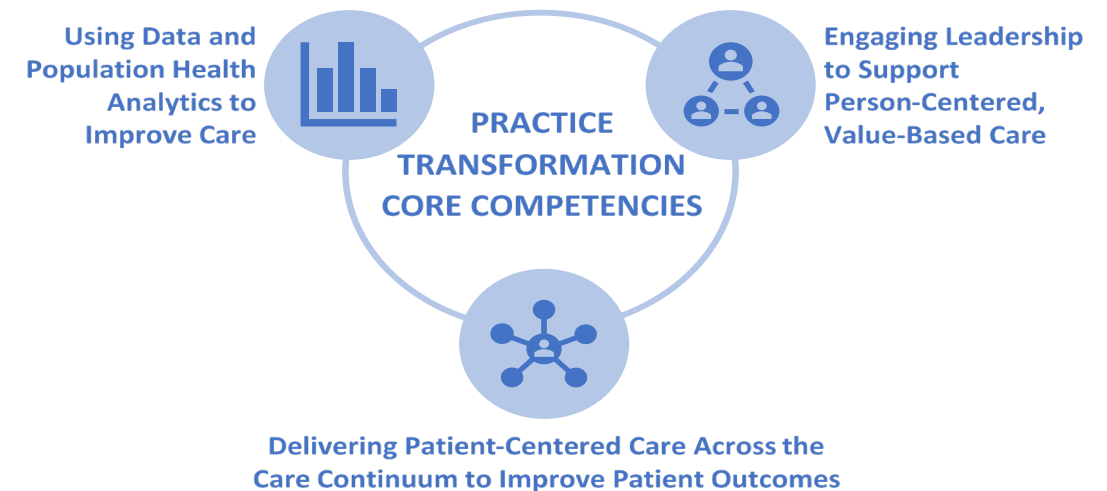 Using Data and
Population Health
Analytics to
Improve Care
Engaging Leadership
to Support
Person-Centered,
Value-Based Care
PRACTICE
TRANSFORMATION
CORE COMPETENCIES
Delivering Patient-Centered Care Across the
Care Continuum to Improve Patient Outcomes